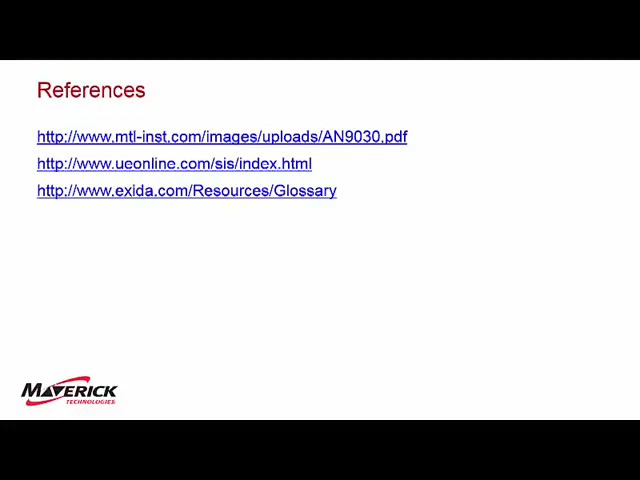 References
http://www.mtl-inst.com/images/uploads/AN9030.pdf
http://www.ueonline.com/sis/index.html
http://www.exida.com/Resources/Glossary
MAVERICK
TECHNOLOGIES